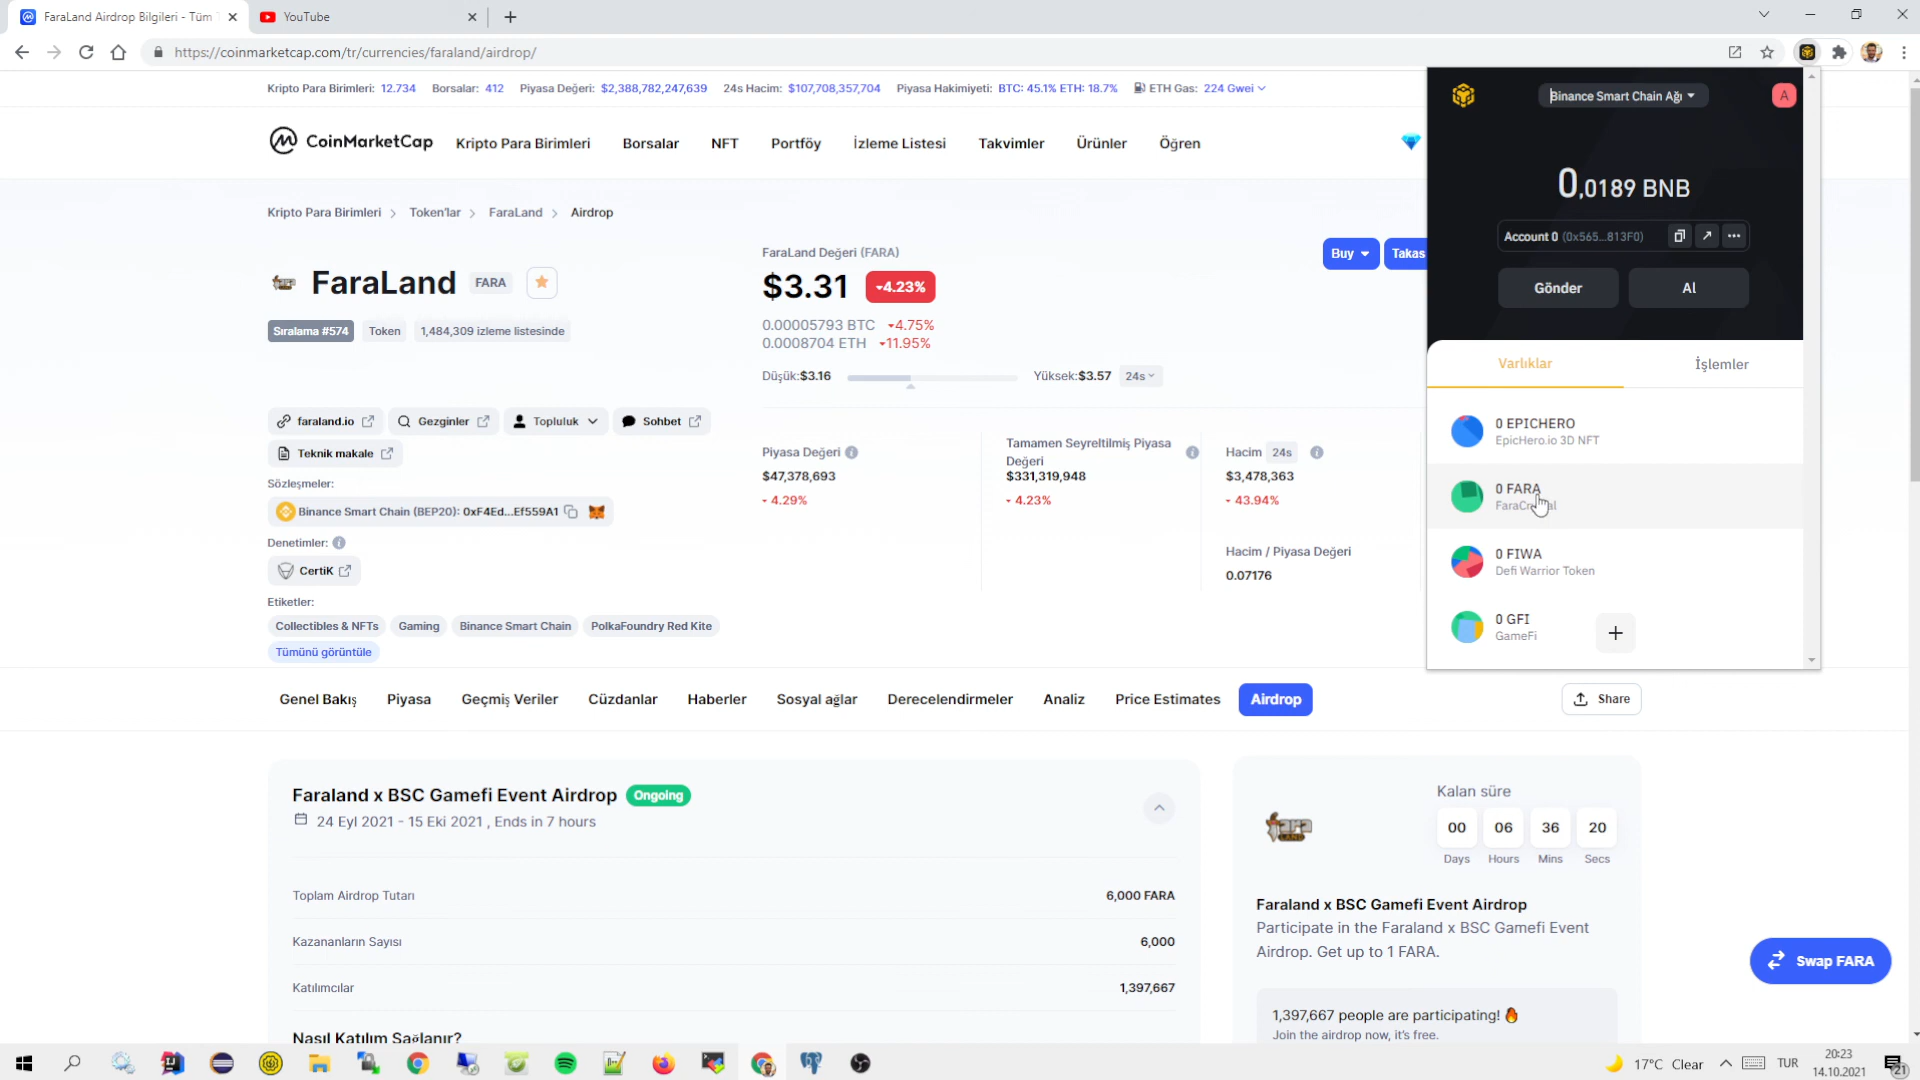 FaraLand Airdrop Bilgileri - Tüm
YouTube
https://coinmarketcap.com/tr/currencies/faraland/airdrop/
Kripto Para Birimleri: 12.734 Borsalar: 412 Piyasa Değeri: $2,388,782,247,639 24s Hacim: $107,708,357,704 Piyasa Hakimiyeti: BTC: 45.1% ETH: 18.7% ETH Gas: 224 Gwei
CoinMarketCap Kripto Para Birimleri Borsalar NFT Portföy İzleme Listesi Takvimler Ürünler Öğren
Kripto Para Birimleri > Token'lar > FaraLand > Airdrop
FaraLand FARA
Sıralama #574 Token 1,484,309 izleme listesinde
faraland.io Gezginler Topluluk Sohbet
Teknik makale
Sözleşmeler:
Binance Smart Chain (BEP20): 0xF4Ed...Ef559A1
Denetimler:
CertiK
Etiketler:
Collectibles & NFTs Gaming Binance Smart Chain PolkaFoundry Red Kite
Tümünü görüntüle
FaraLand Değeri (FARA)
$3.31 4.23%
0.00005793 BTC 4.75%
0.0008704 ETH 11.95%
Düşük:$3.16 Yüksek:$3.57 24s
Buy Takas
Piyasa Değeri
$47,378,693
4.29%
Tamamen Seyreltilmiş Piyasa
Değeri
$331,319,948
4.23%
Hacim 24s
$3,478,363
43.94%
Hacim / Piyasa Değeri
0.07176
Binance Smart Chain Ağı
A
0,0189 BNB
Account 0 (0x565...813F0)
Gönder Al
Varlıklar İşlemler
0 EPICHERO
EpicHero.io 3D NFT
0 FARA
0 FIWA
Defi Warrior Token
0 GFI
GameFi
Genel Bakış Piyasa Geçmiş Veriler Cüzdanlar Haberler Sosyal ağlar Derecelendirmeler Analiz Price Estimates Airdrop Share
Faraland x BSC Gamefi Event Airdrop Ongoing
24 Eyl 2021 - 15 Eki 2021 , Ends in 7 hours
Toplam Airdrop Tutarı 6,000 FARA
Kazananların Sayısı 6,000
Katılımcılar 1,397,667
Nasıl Katılım Sağlanır?
Kalan süre
00 06 36 20
Days Hours Mins Secs
fara
LAND
Faraland x BSC Gamefi Event Airdrop
Participate in the Faraland x BSC Gamefi Event
Airdrop. Get up to 1 FARA.
1,397,667 people are participating!
Join the airdrop now, it's free.
Swap FARA
17°C Clear TUR
20:23
14.10.2021
21